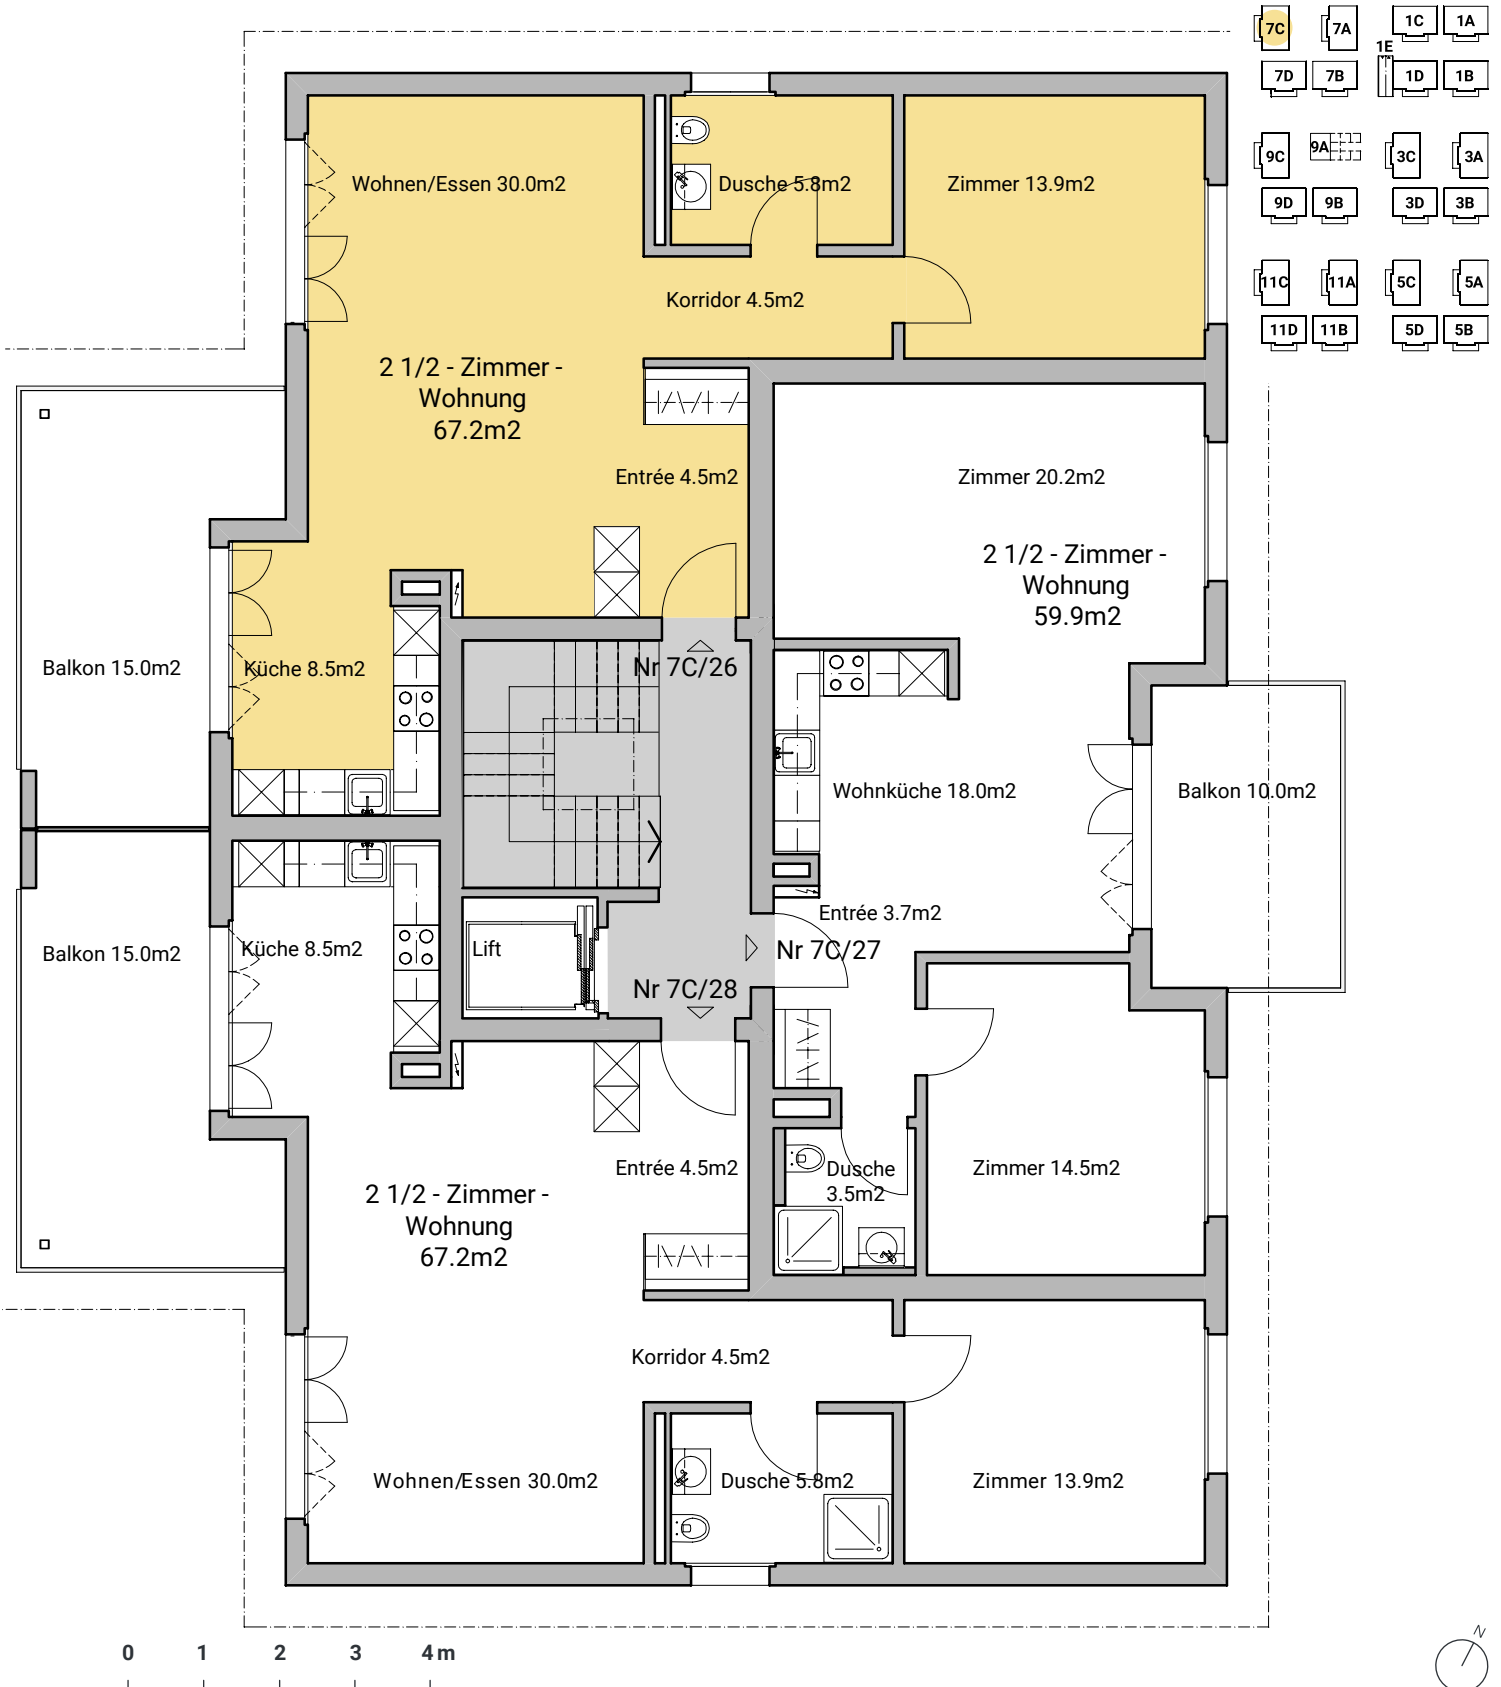 7C 7A 1C 1A
1E
7D 7B 1D 1B
9C 9A 3C 3A
9D 9B 3D 3B
11C 11A 5C 5A
11D 11B 5D 5B
Wohnen/Essen 30.0m2
Dusche 5.8m2
Zimmer 13.9m2
Korridor 4.5m2
2 1/2 - Zimmer -
Wohnung
67.2m2
Entrée 4.5m2
Zimmer 20.2m2
2 1/2 - Zimmer -
Wohnung
59.9m2
Balkon 15.0m2
Küche 8.5m2
Nr 7C/26
Wohnküche 18.0m2
Balkon 10.0m2
Entrée 3.7m2
Balkon 15.0m2
Küche 8.5m2
Lift
Nr 7C/27
Nr 7C/28
Entrée 4.5m2
Dusche
3.5m2
Zimmer 14.5m2
2 1/2 - Zimmer -
Wohnung
67.2m2
Korridor 4.5m2
Wohnen/Essen 30.0m2
Dusche 5.8m2
Zimmer 13.9m2
0 1 2 3 4 m
N